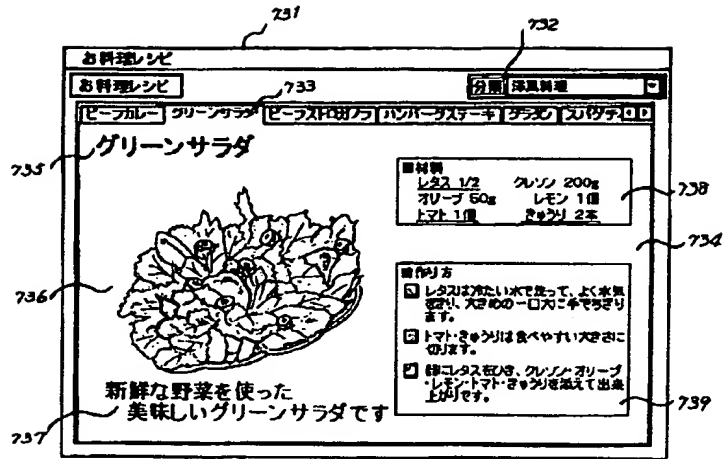 731
732
お料理レシピ
お料理レシピ
分類 洋風料理
733
ビーフカレー グリーンサラダ ビーフストロガノフ ハンバーグステーキ グラタン スパゲティ
735
グリーンサラダ
■材料
レタス 1/2 クレソン 200g
オリーブ 50g レモン 1個
トマト 1個 きゅうり 2本
738
734
736
作り方
レタスは冷たい水で洗って、よく水気
をきり、大きめの一口大に手でちぎり
ます。
トマト・きゅうりは食べやすい大きさに
切ります。
にレタスをひき、クレソン・オリーブ
・レモン・トマト・きゅうりを添えて出来
上がりです。
739
新鮮な野菜を使った
美味しいグリーンサラダです
737